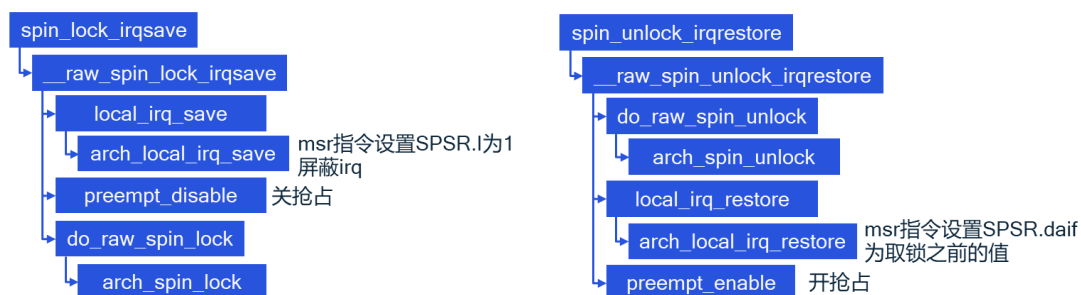 spin_lock_irqsave
__raw_spin_lock_irqsave
local_irq_save
arch_local_irq_save
msr指令设置SPSR.I为1
屏蔽irq
preempt_disable
关抢占
do_raw_spin_lock
arch_spin_lock
spin_unlock_irqrestore
__raw_spin_unlock_irqrestore
do_raw_spin_unlock
arch_spin_unlock
local_irq_restore
arch_local_irq_restore
msr指令设置SPSR.daif
为取锁之前的值
preempt_enable
开抢占